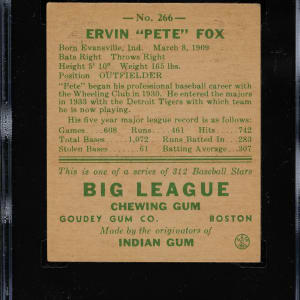 — No. 266—
ERVIN "PETE" FOX
Born Evansville, Ind. March 8, 1909
Bats Right Throws Right
Height 5' 10" Weight 165 lbs.
Position OUTFIELDER
"Pete" began his professional baseball career with
the Wheeling Club in 1930. He entered the majors
in 1933 with the Detroit Tigers with which team
he is now playing.
His five year major league record is as follows:
Games 608 Runs 461 Hits 742
Total Bases 1,072 Runs Batted In 283
Stolen Bases 61 Batting Average .307
This is one of a series of 312 Baseball Stars
BIG LEAGUE
CHEWING GUM
GOUDEY GUM CO. BOSTON
Made by the originators of
INDIAN GUM